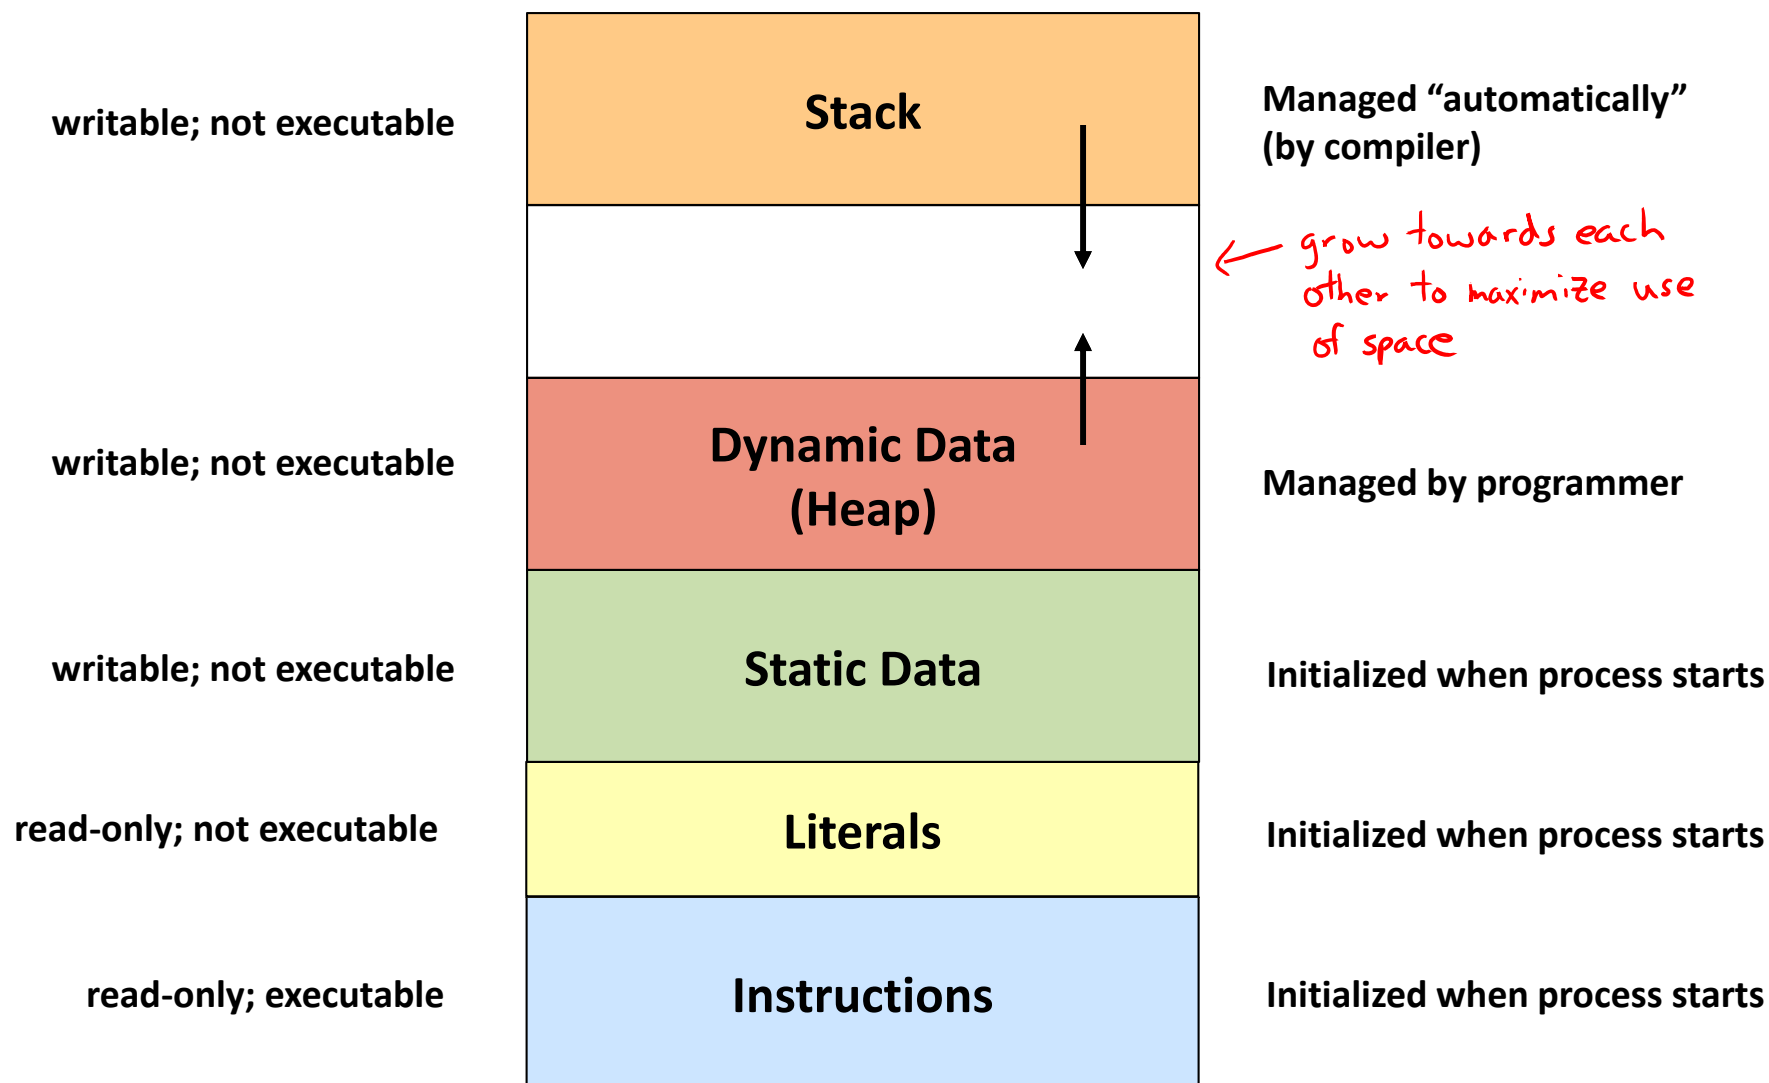 writable; not executable
Stack
Managed “automatically”
(by compiler)
grow towards each
other to maximize use
of space
writable; not executable
Dynamic Data
(Heap)
Managed by programmer
writable; not executable
Static Data
Initialized when process starts
read-only; not executable
Literals
Initialized when process starts
read-only; executable
Instructions
Initialized when process starts